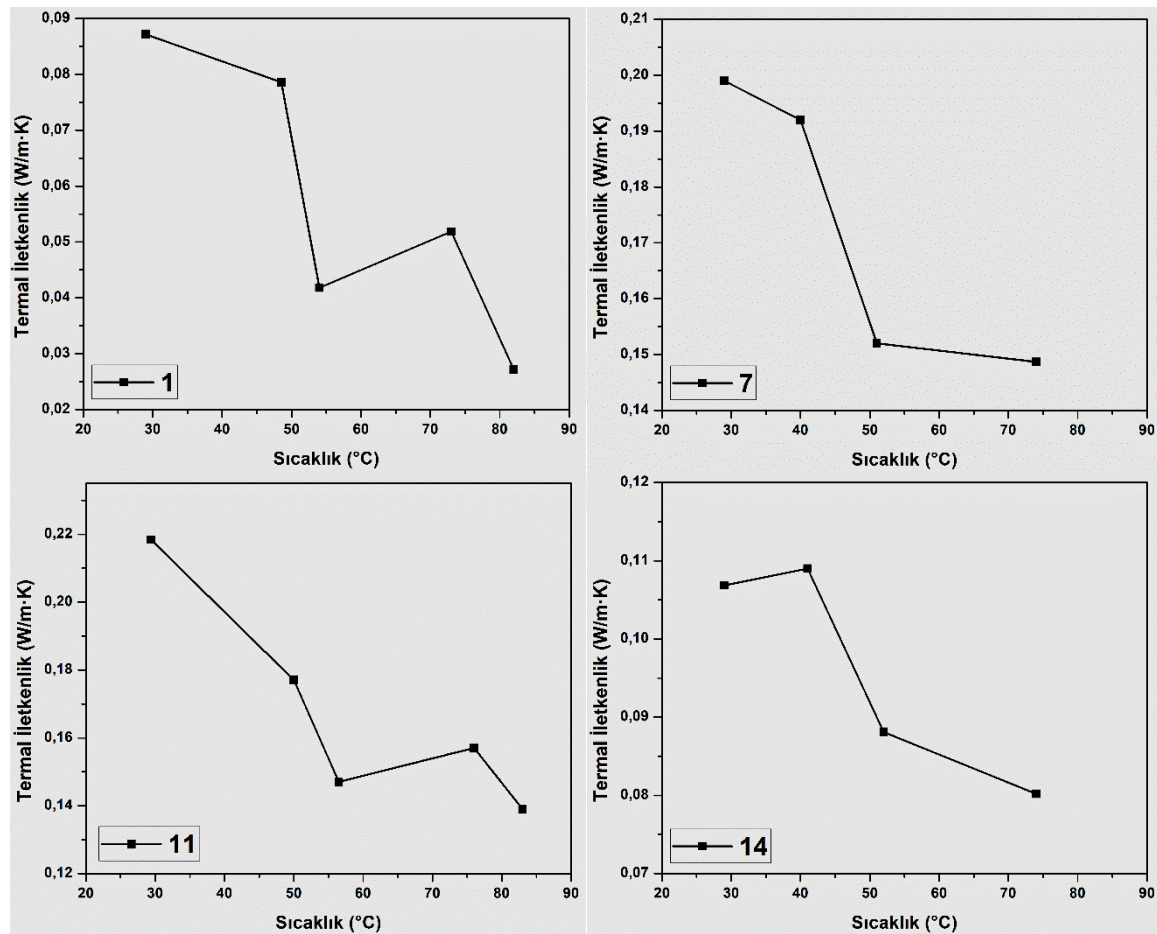 0,09
0,08
0,07
0,06
0,05
0,04
0,03
0,02
Termal İletkenlik (W/m·K)
1
20 30 40 50 60 70 80 90
Sıcaklık (°C)
0,21
0,20
0,19
0,18
0,17
0,16
0,15
0,14
Termal İletkenlik (W/m·K)
7
20 30 40 50 60 70 80 90
Sıcaklık (°C)
0,22
0,20
0,18
0,16
0,14
0,12
Termal İletkenlik (W/m·K)
11
20 30 40 50 60 70 80 90
Sıcaklık (°C)
0,12
0,11
0,10
0,09
0,08
0,07
Termal İletkenlik (W/m·K)
14
20 30 40 50 60 70 80 90
Sıcaklık (°C)